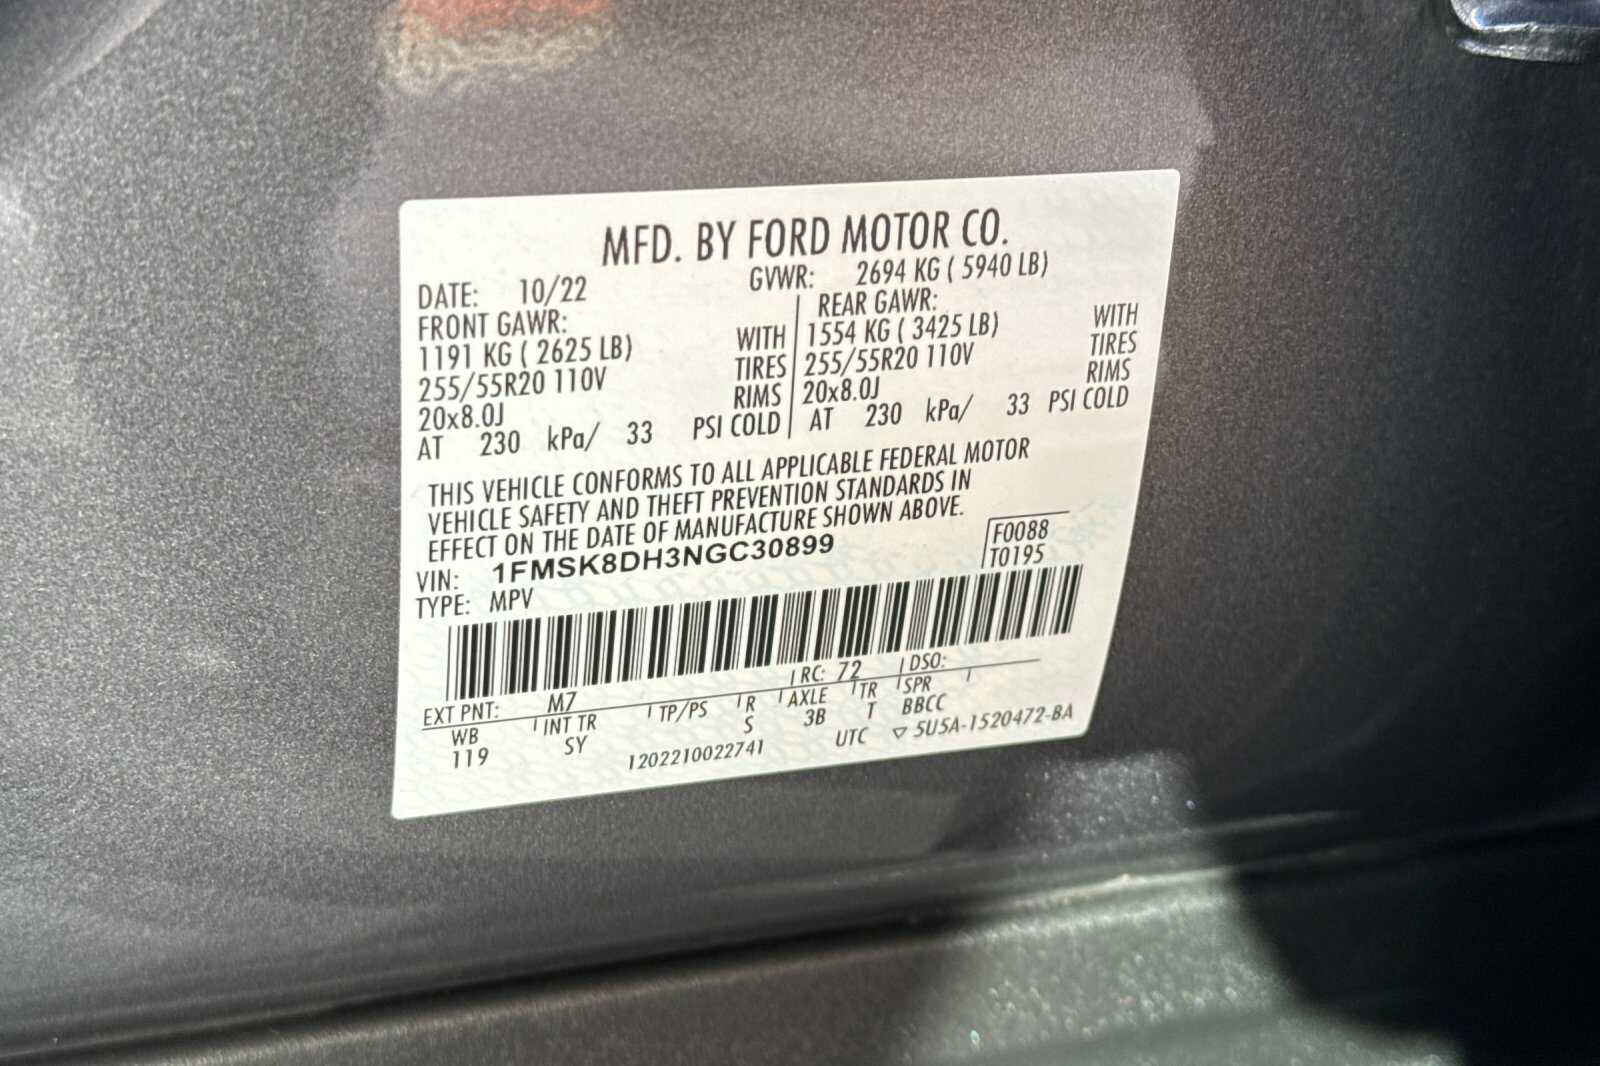 MFD. BY FORD MOTOR CO.
DATE: 10/22 GVWR: 2694 KG ( 5940 LB)
FRONT GAWR: REAR GAWR:
1191 KG ( 2625 LB) WITH 1554 KG ( 3425 LB) WITH
255/55R20 110V TIRES 255/55R20 110V TIRES
20x8.0J RIMS 20x8.0J RIMS
AT 230 kPa/ 33 PSI COLD AT 230 kPa/ 33 PSI COLD
THIS VEHICLE CONFORMS TO ALL APPLICABLE FEDERAL MOTOR
VEHICLE SAFETY AND THEFT PREVENTION STANDARDS IN
EFFECT ON THE DATE OF MANUFACTURE SHOWN ABOVE.
VIN: 1FMSK8DH3NGC30899 F0088
TYPE: MPV T0195
EXT PNT: M7 RC: 72 DSO:
WB INT TR TP/PS R AXLE TR SPR
119 SY S 3B T BBCC
1202210022741 UTC ▽ 5U5A-1520472-BA